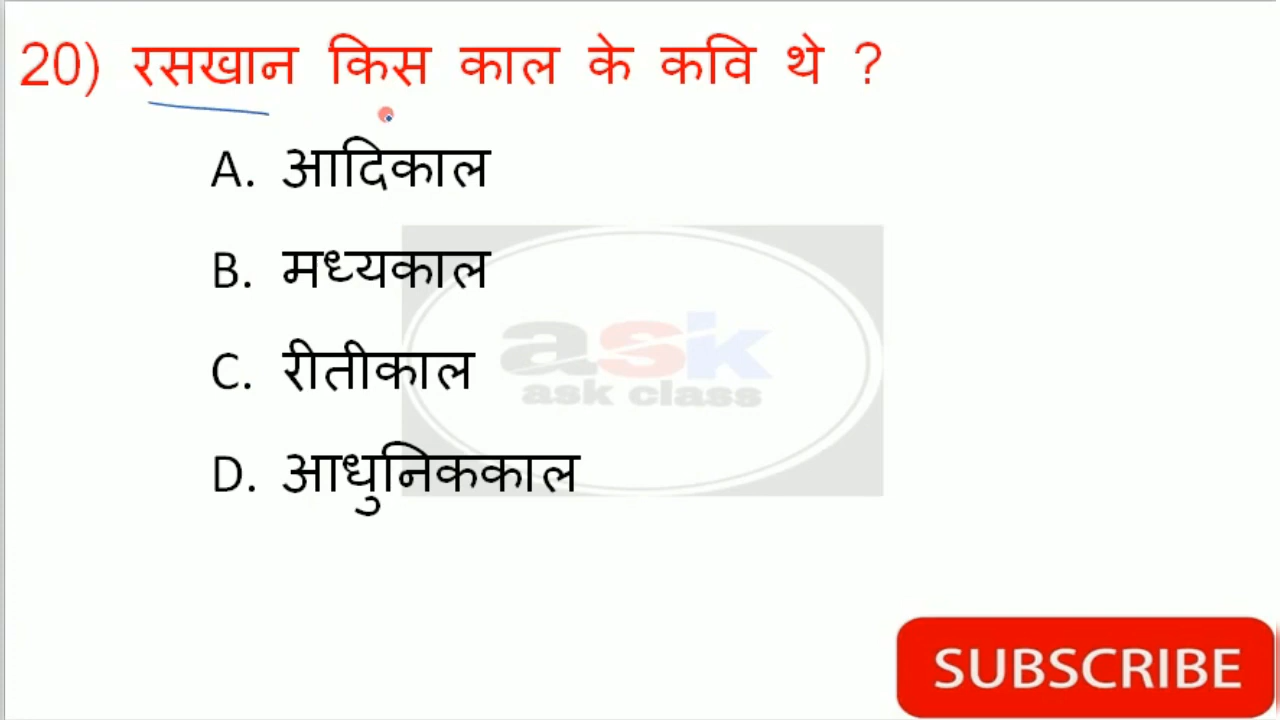 20) रसखान किस काल के कवि थे ?
A. आदिकाल
B. मध्यकाल
C. रीतीकाल
D. आधुनिककाल
ask
ask class
SUBSCRIBE